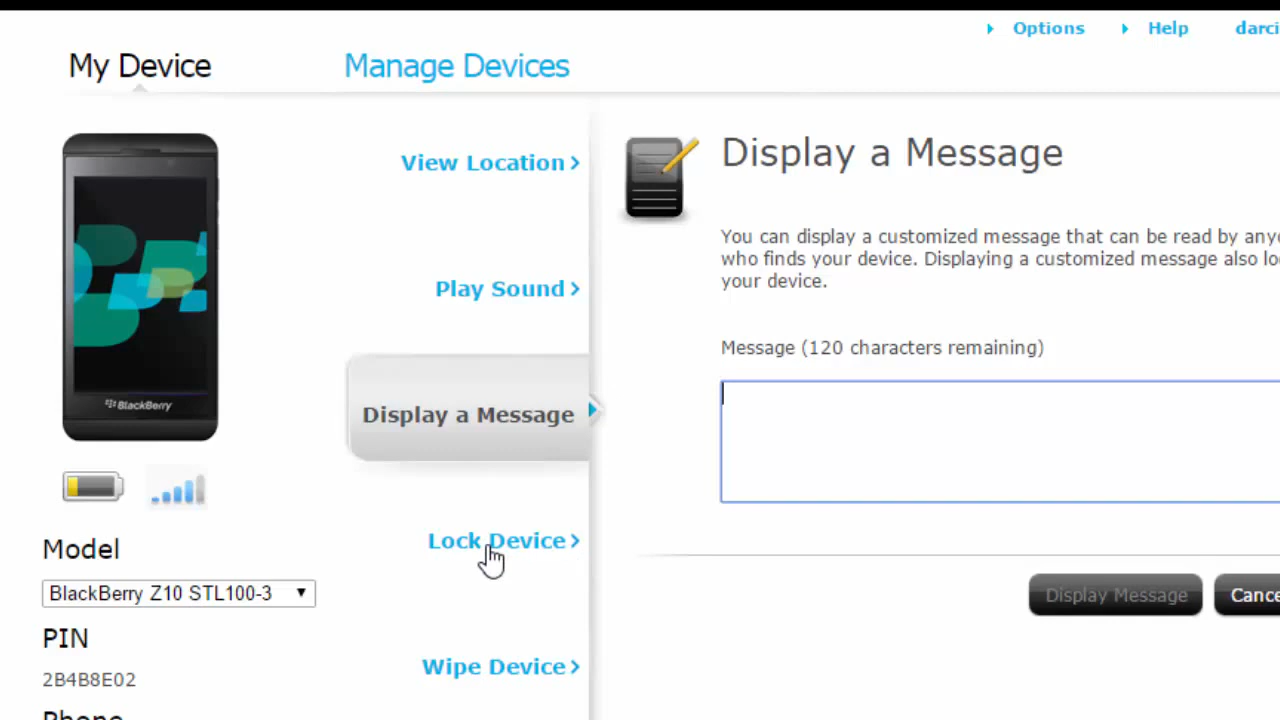 Options
Help
darci
My Device
Manage Devices
View Location
Play Sound
Display a Message
Lock Device
Wipe Device
BlackBerry
Model
BlackBerry Z10 STL100-3
PIN
2B4B8E02
Phone
Display a Message
You can display a customized message that can be read by anyo
who finds your device. Displaying a customized message also lo
your device.
Message (120 characters remaining)
Display Message
Cance